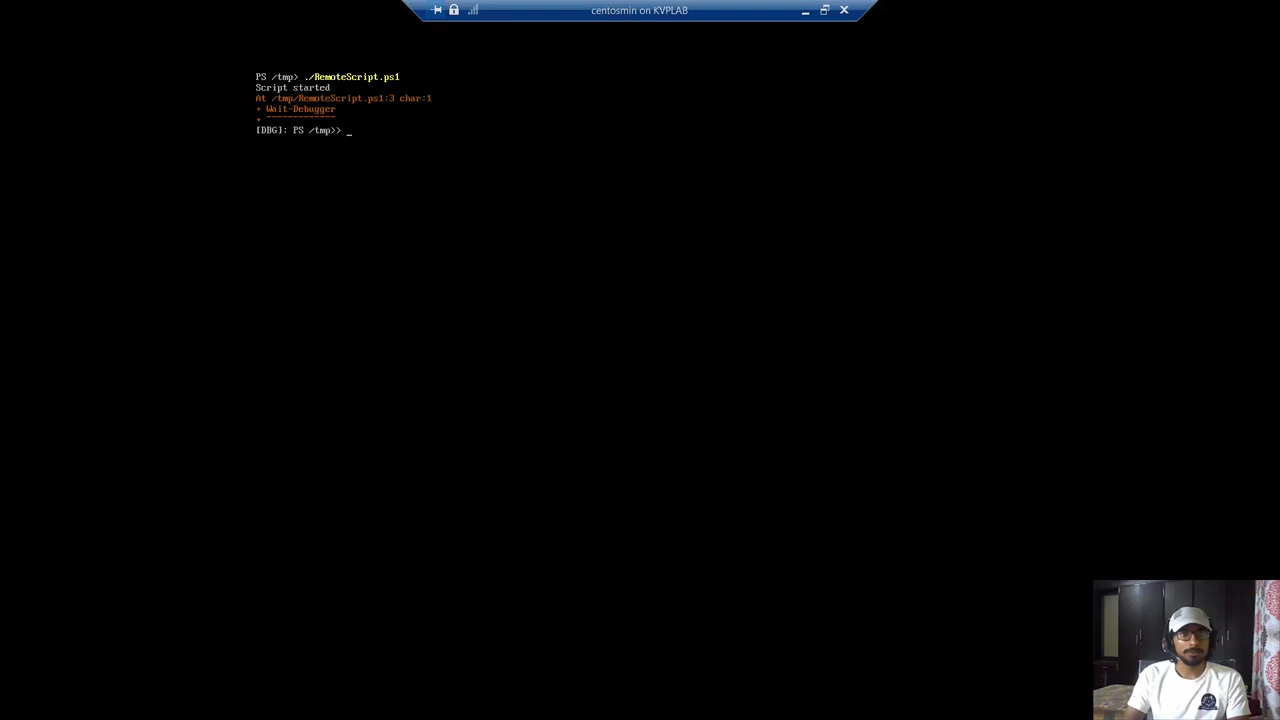 centosmin on KVPLAB
PS /tmp> ./RemoteScript.ps1
Script started
At /tmp/RemoteScript.ps1:3 char:1
+ Wait-Debugger
+ ~~~~~~~~~~~~~
[DBG]: PS /tmp>> _